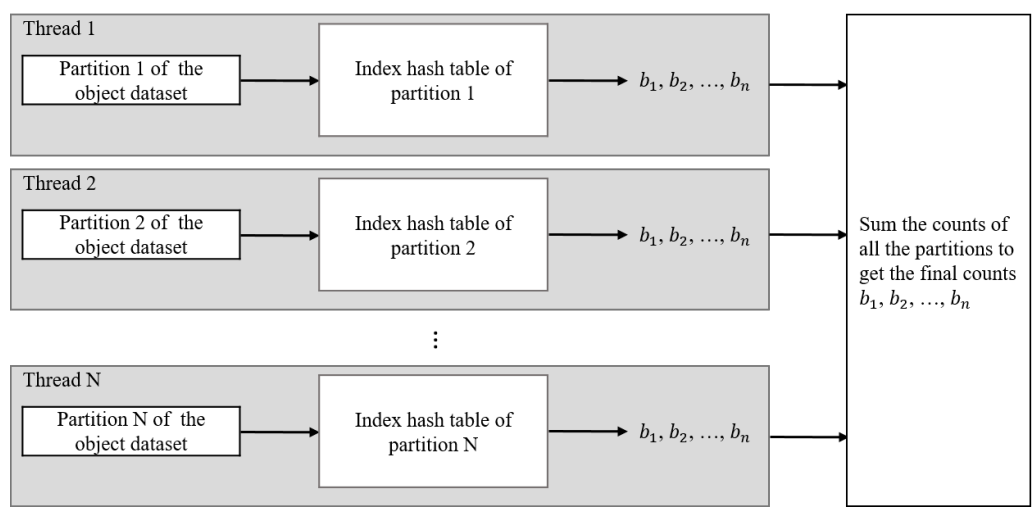 Thread 1
Partition 1 of the
object dataset
Index hash table of
partition 1
b₁, b₂, …, bₙ
Thread 2
Partition 2 of the
object dataset
Index hash table of
partition 2
b₁, b₂, …, bₙ
⋮
Thread N
Partition N of the
object dataset
Index hash table of
partition N
b₁, b₂, …, bₙ
Sum the counts of
all the partitions to
get the final counts
b₁, b₂, …, bₙ